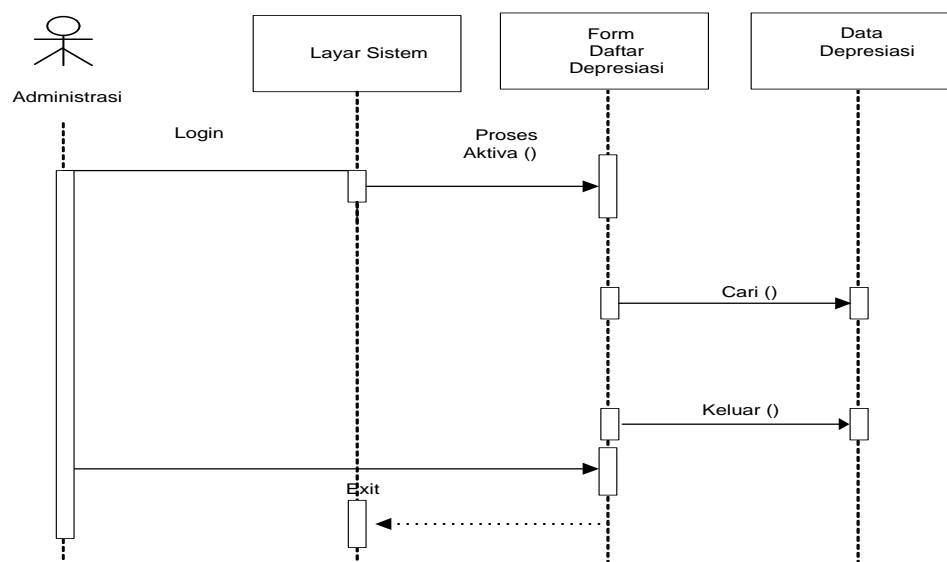 Administrasi
Layar Sistem
Form
Daftar
Depresiasi
Data
Depresiasi
Login
Proses
Aktiva ()
Cari ()
Keluar ()
Exit